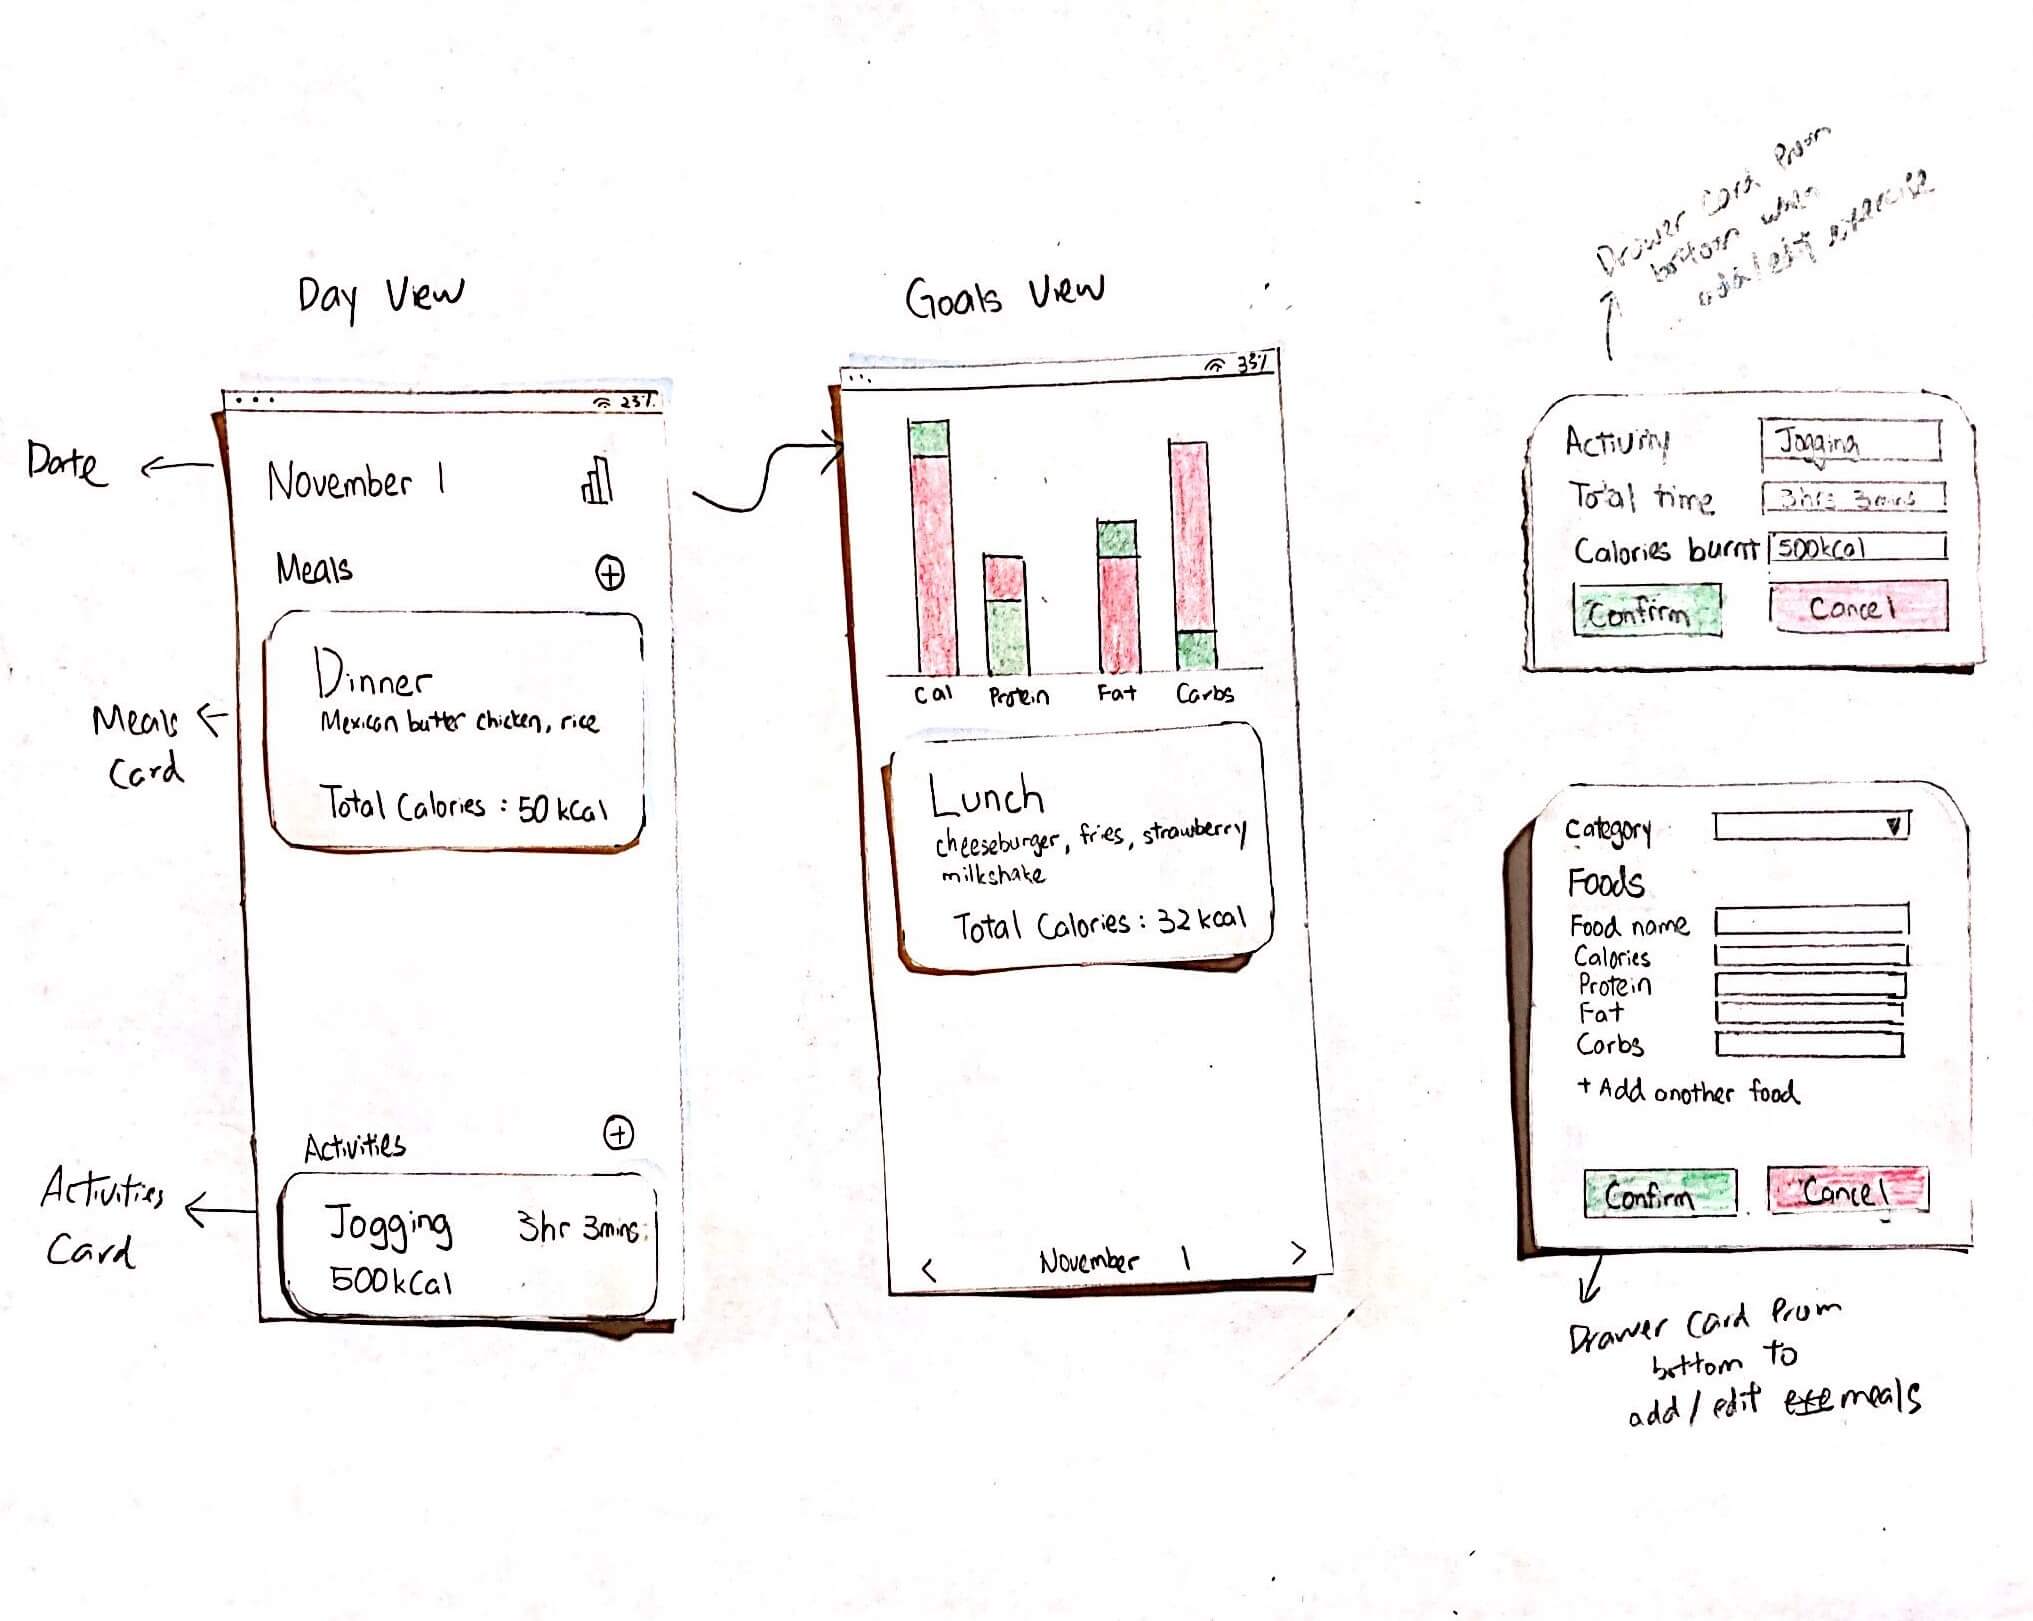 Day View
Date
23%
November 1
Meals
Meals
Card
Dinner
Mexican butter chicken, rice
Total Calories : 50 kcal
Activities
Card
Activities
Jogging 3hr 3mins
500kCal
Goals View
33%
Cal Protein Fat Carbs
Lunch
cheeseburger, fries, strawberry
milkshake
Total Calories : 32 kcal
< November 1 >
Drawer Card From
bottom when
add/edit exercise
Activity Jogging
Total time 3hrs 3mins
Calories burnt 500kcal
Confirm Cancel
Category
Foods
Food name
Calories
Protein
Fat
Carbs
+ Add another food
Confirm Cancel
Drawer Card From
bottom to
add / edit meals